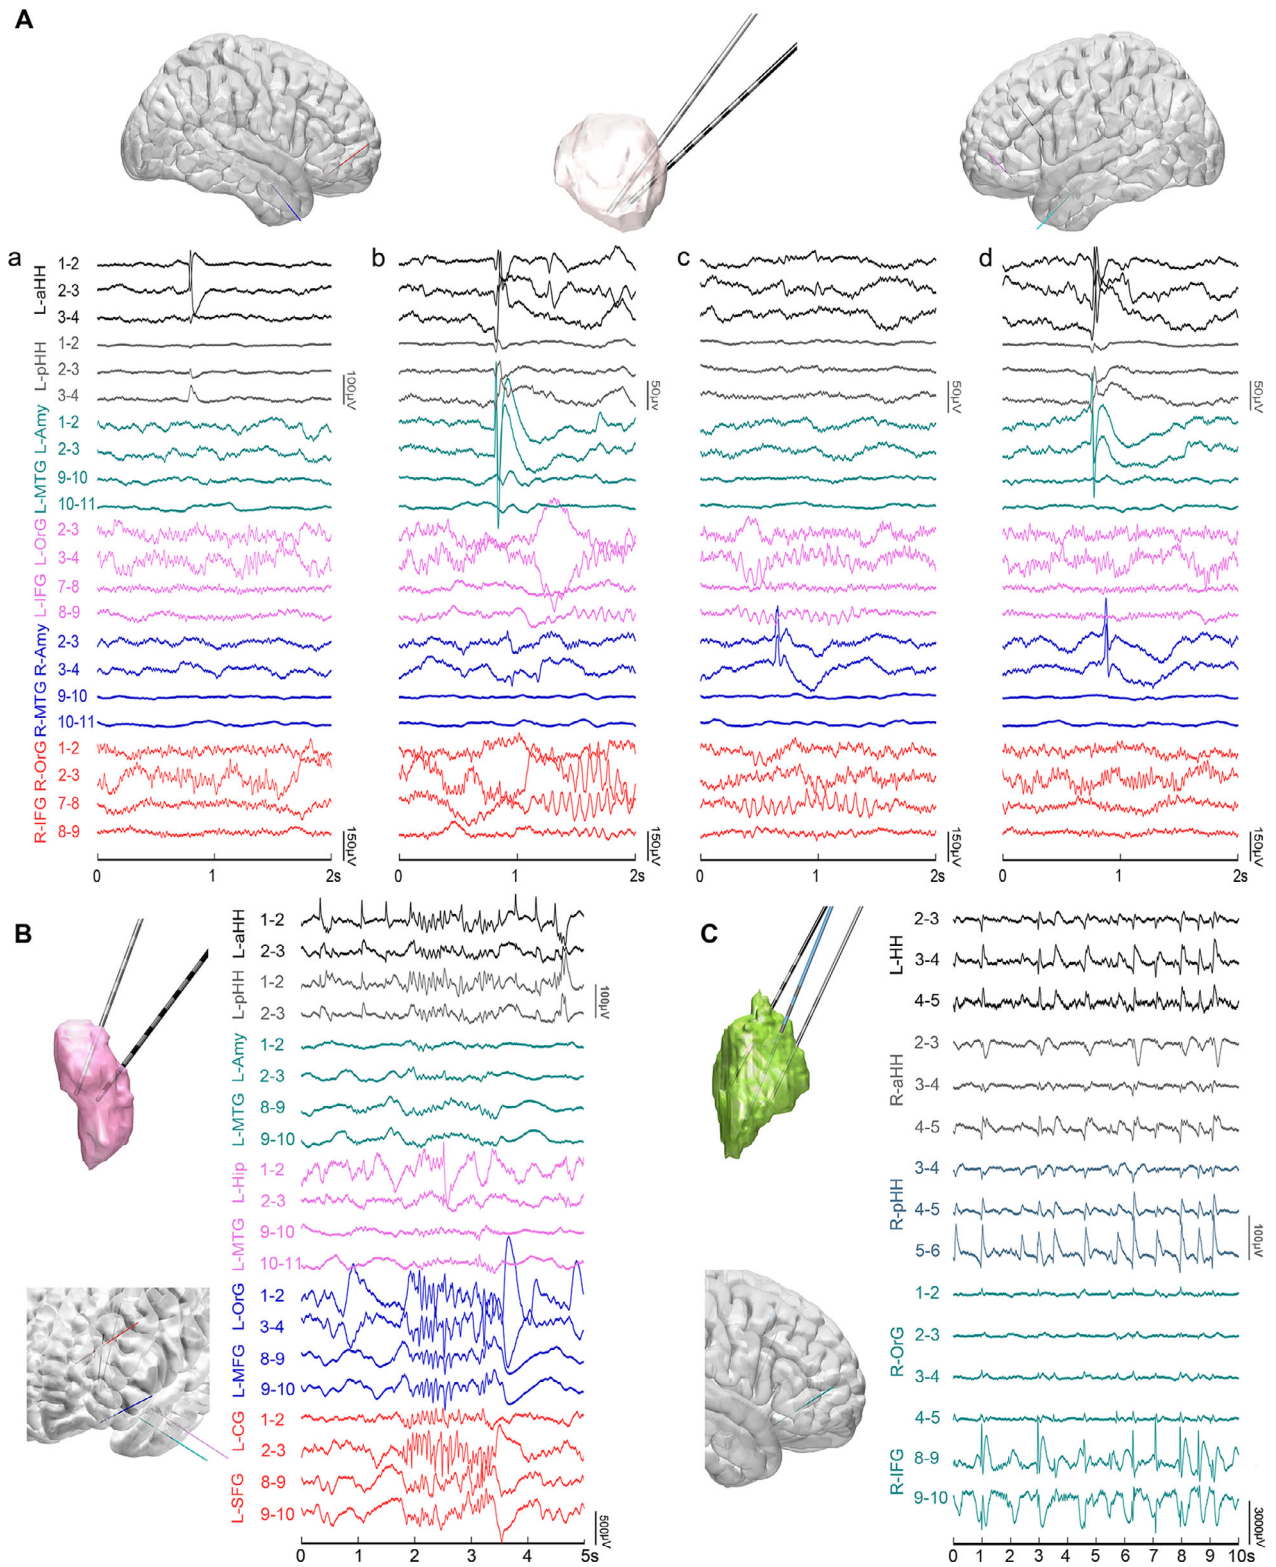 A
a
b
c
d
L-aHH
1-2
2-3
3-4
L-pHH
1-2
2-3
3-4
100µV
50µV
50µV
50µV
L-MTG L-Amy
1-2
2-3
9-10
10-11
L-IFG L-OrG
2-3
3-4
7-8
8-9
R-MTG R-Amy
2-3
3-4
9-10
10-11
R-IFG R-OrG
1-2
2-3
7-8
8-9
150µV
150µV
150µV
150µV
0 1 2s
0 1 2s
0 1 2s
0 1 2s
B
L-aHH
1-2
2-3
L-pHH
1-2
2-3
100µV
L-MTG L-Amy
1-2
2-3
8-9
9-10
L-MTG L-Hip
1-2
2-3
9-10
10-11
L-MFG L-OrG
1-2
3-4
8-9
9-10
L-SFG L-CG
1-2
2-3
8-9
9-10
500µV
0 1 2 3 4 5s
C
L-HH
2-3
3-4
4-5
R-aHH
2-3
3-4
4-5
R-pHH
3-4
4-5
5-6
100µV
R-OrG
1-2
2-3
3-4
R-IFG
4-5
8-9
9-10
3000µV
0 1 2 3 4 5 6 7 8 9 10s